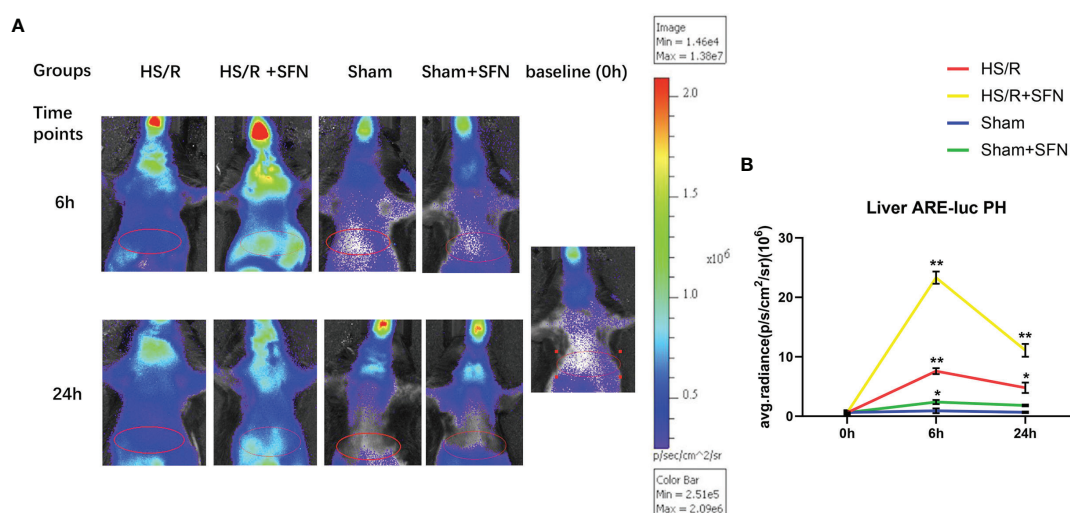 A
Groups HS/R HS/R +SFN Sham Sham+SFN baseline (0h)
Time
points
6h
24h
Image
Min = 1.46e4
Max = 1.38e7
2.0
1.5
x10^6
1.0
0.5
p/sec/cm^2/sr
Color Bar
Min = 2.51e5
Max = 2.09e6
HS/R
HS/R+SFN
Sham
Sham+SFN
B
Liver ARE-luc PH
avg.radiance(p/s/cm²/sr)(10⁶)
30
20
10
0
0h 6h 24h
**
**
**
*
*